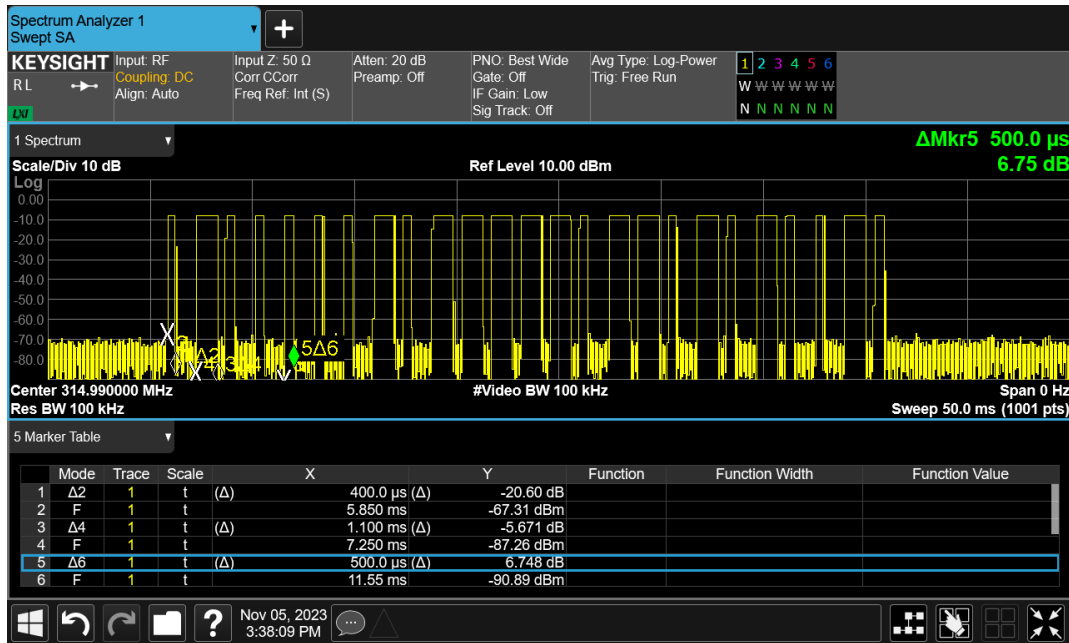 Spectrum Analyzer 1
Swept SA
+
KEYSIGHT Input: RF Input Z: 50 Ω Atten: 20 dB PNO: Best Wide Avg Type: Log-Power 1 2 3 4 5 6
R L Coupling: DC Corr CCorr Preamp: Off Gate: Off Trig: Free Run
Align: Auto Freq Ref: Int (S) IF Gain: Low W W W W W W
LXI Sig Track: Off N N N N N N
1 Spectrum ΔMkr5 500.0 µs
Scale/Div 10 dB Ref Level 10.00 dBm 6.75 dB
Log
0.00
-10.0
-20.0
-30.0
-40.0
-50.0
-60.0
-70.0
-80.0
5Δ6
Center 314.990000 MHz #Video BW 100 kHz Span 0 Hz
Res BW 100 kHz Sweep 50.0 ms (1001 pts)
5 Marker Table
Mode Trace Scale X Y Function Function Width Function Value
1 Δ2 1 t (Δ) 400.0 µs (Δ) -20.60 dB
2 F 1 t 5.850 ms -67.31 dBm
3 Δ4 1 t (Δ) 1.100 ms (Δ) -5.671 dB
4 F 1 t 7.250 ms -87.26 dBm
5 Δ6 1 t (Δ) 500.0 µs (Δ) 6.748 dB
6 F 1 t 11.55 ms -90.89 dBm
? Nov 05, 2023
3:38:09 PM